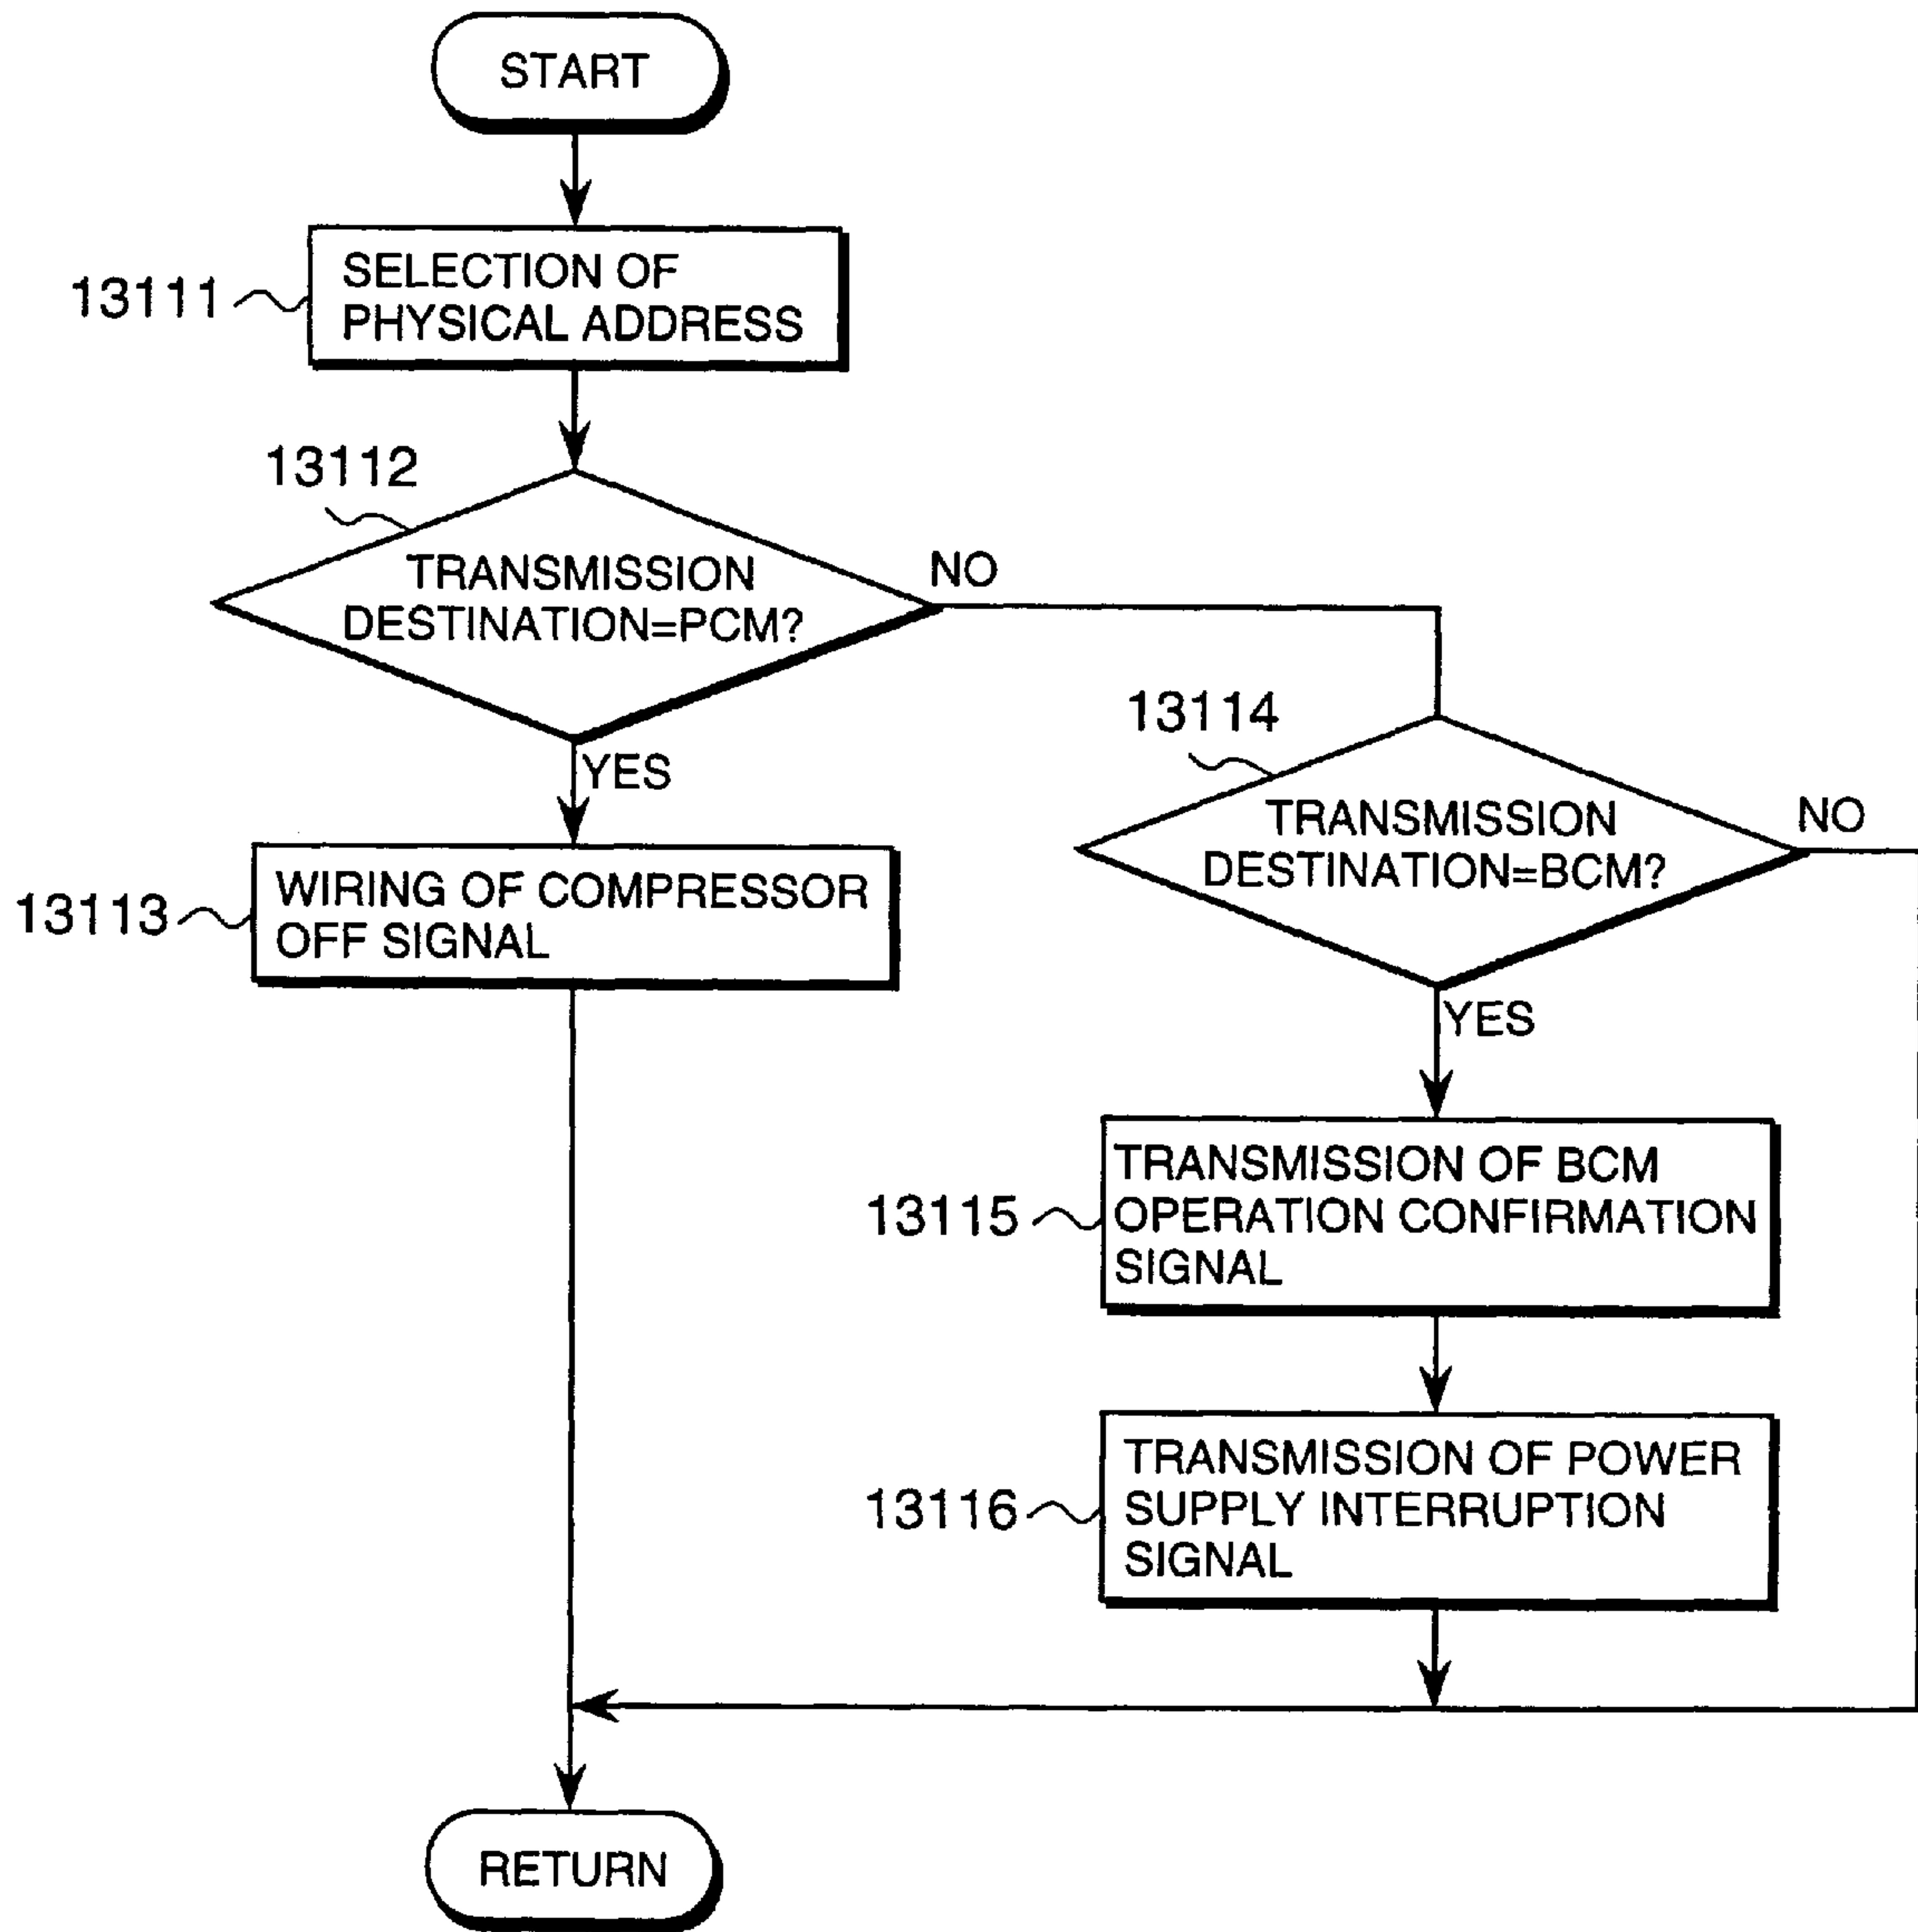 START
13111
SELECTION OF
PHYSICAL ADDRESS
13112
TRANSMISSION
DESTINATION=PCM?
NO
YES
13113
WIRING OF COMPRESSOR
OFF SIGNAL
13114
TRANSMISSION
DESTINATION=BCM?
NO
YES
13115
TRANSMISSION OF BCM
OPERATION CONFIRMATION
SIGNAL
13116
TRANSMISSION OF POWER
SUPPLY INTERRUPTION
SIGNAL
RETURN